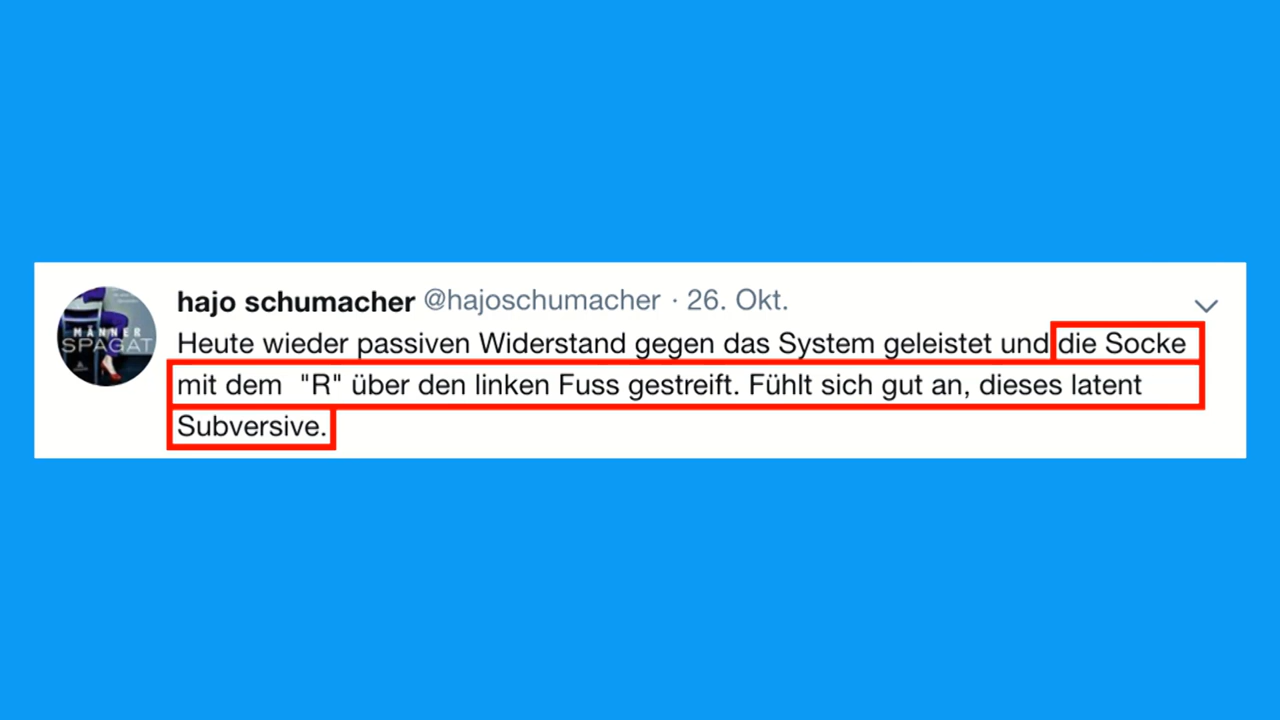 hajo schumacher @hajoschumacher · 26. Okt.
Heute wieder passiven Widerstand gegen das System geleistet und die Socke
mit dem "R" über den linken Fuss gestreift. Fühlt sich gut an, dieses latent
Subversive.
MÄNNER
SPAGAT